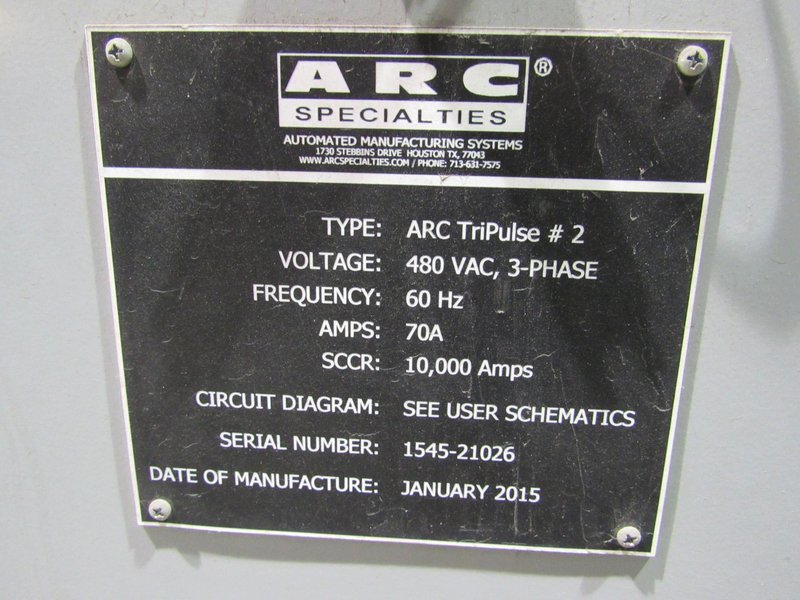 ARC®
SPECIALTIES
AUTOMATED MANUFACTURING SYSTEMS
1730 STEBBINS DRIVE HOUSTON TX, 77043
WWW.ARCSPECIALTIES.COM / PHONE: 713-631-7575
TYPE: ARC TriPulse # 2
VOLTAGE: 480 VAC, 3-PHASE
FREQUENCY: 60 Hz
AMPS: 70A
SCCR: 10,000 Amps
CIRCUIT DIAGRAM: SEE USER SCHEMATICS
SERIAL NUMBER: 1545-21026
DATE OF MANUFACTURE: JANUARY 2015